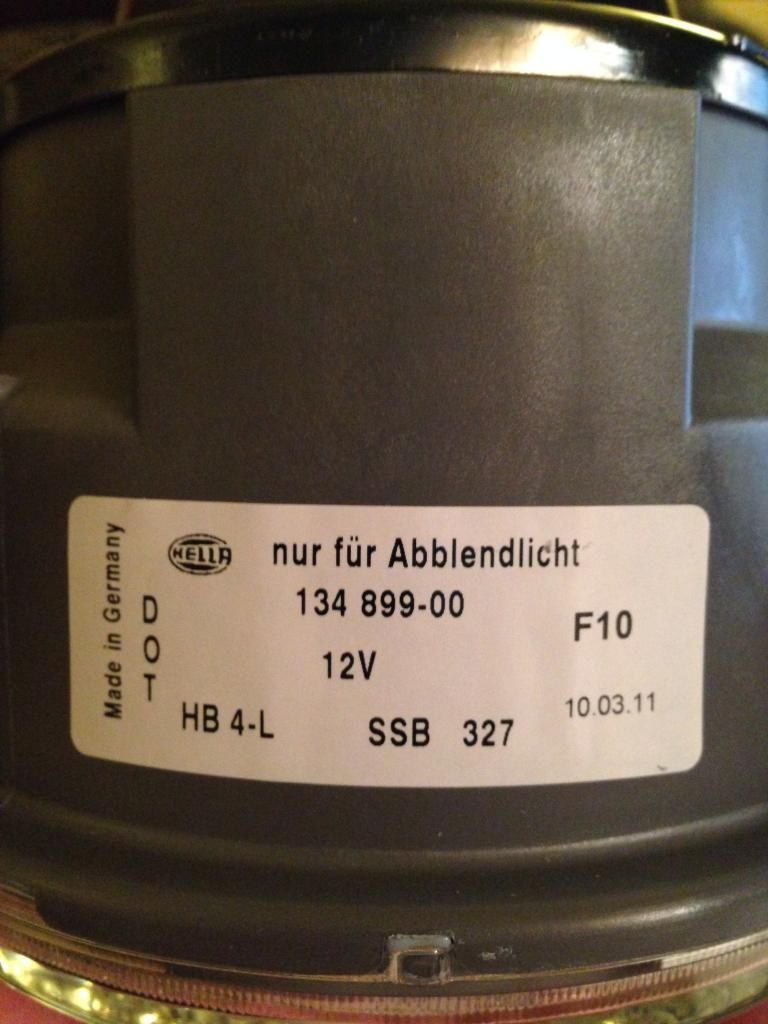 Made in Germany
DOT
HELLA
nur für Abblendlicht
134 899-00
F10
12V
10.03.11
HB 4-L
SSB 327